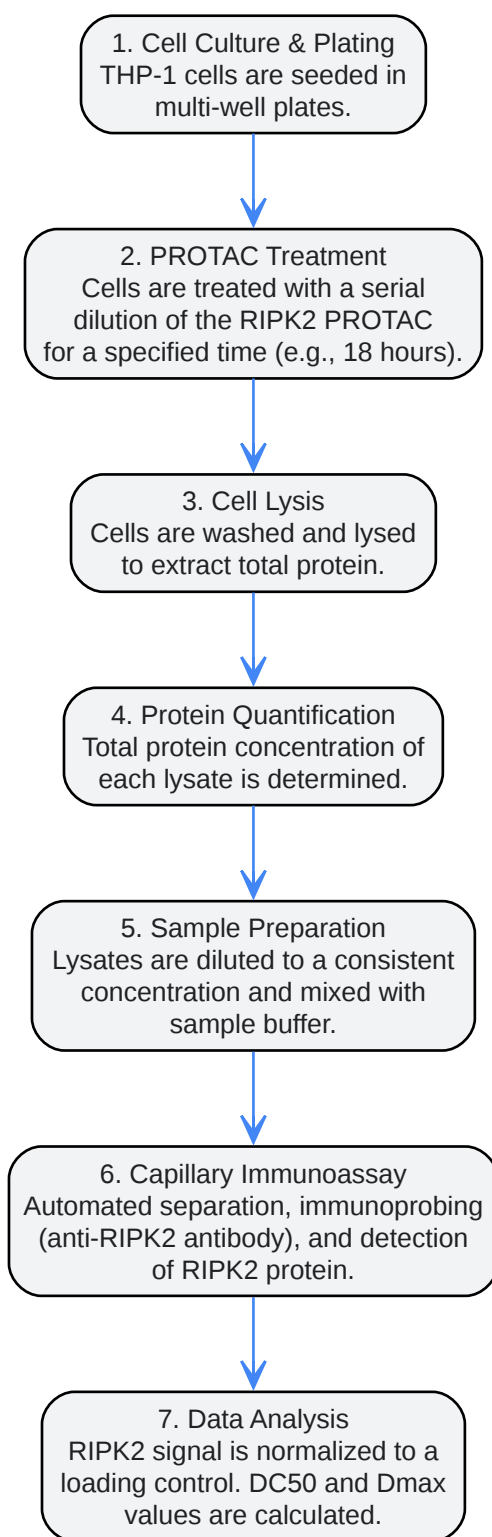 1. Cell Culture & Plating
THP-1 cells are seeded in
multi-well plates.
2. PROTAC Treatment
Cells are treated with a serial
dilution of the RIPK2 PROTAC
for a specified time (e.g., 18 hours).
3. Cell Lysis
Cells are washed and lysed
to extract total protein.
4. Protein Quantification
Total protein concentration of
each lysate is determined.
5. Sample Preparation
Lysates are diluted to a consistent
concentration and mixed with
sample buffer.
6. Capillary Immunoassay
Automated separation, immunoprobing
(anti-RIPK2 antibody), and detection
of RIPK2 protein.
7. Data Analysis
RIPK2 signal is normalized to a
loading control. DC50 and Dmax
values are calculated.